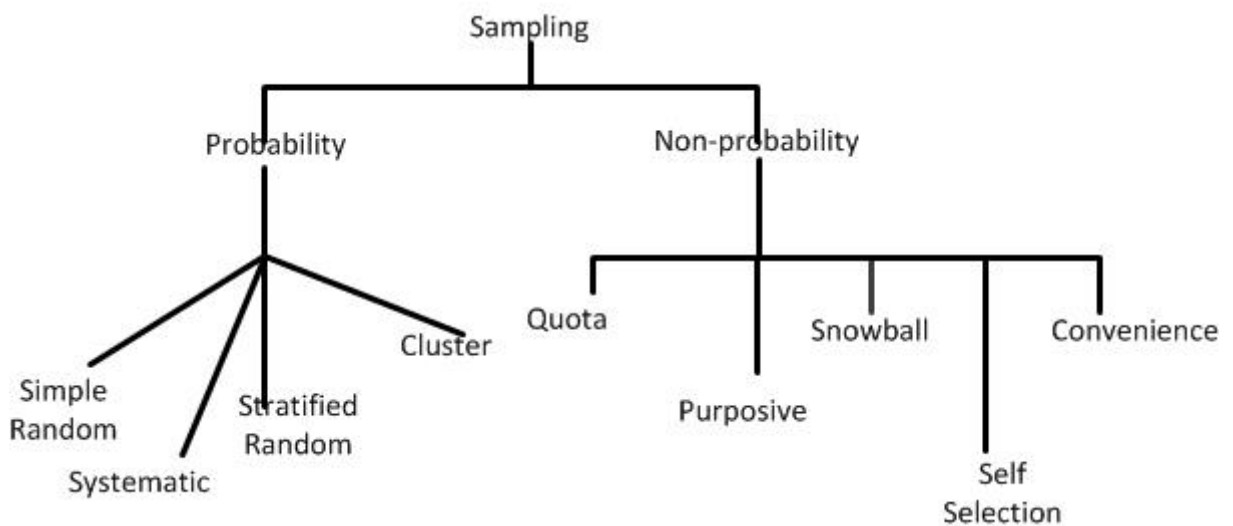 Sampling
Probability
Non-probability
Simple
Random
Systematic
Stratified
Random
Cluster
Quota
Purposive
Snowball
Self
Selection
Convenience